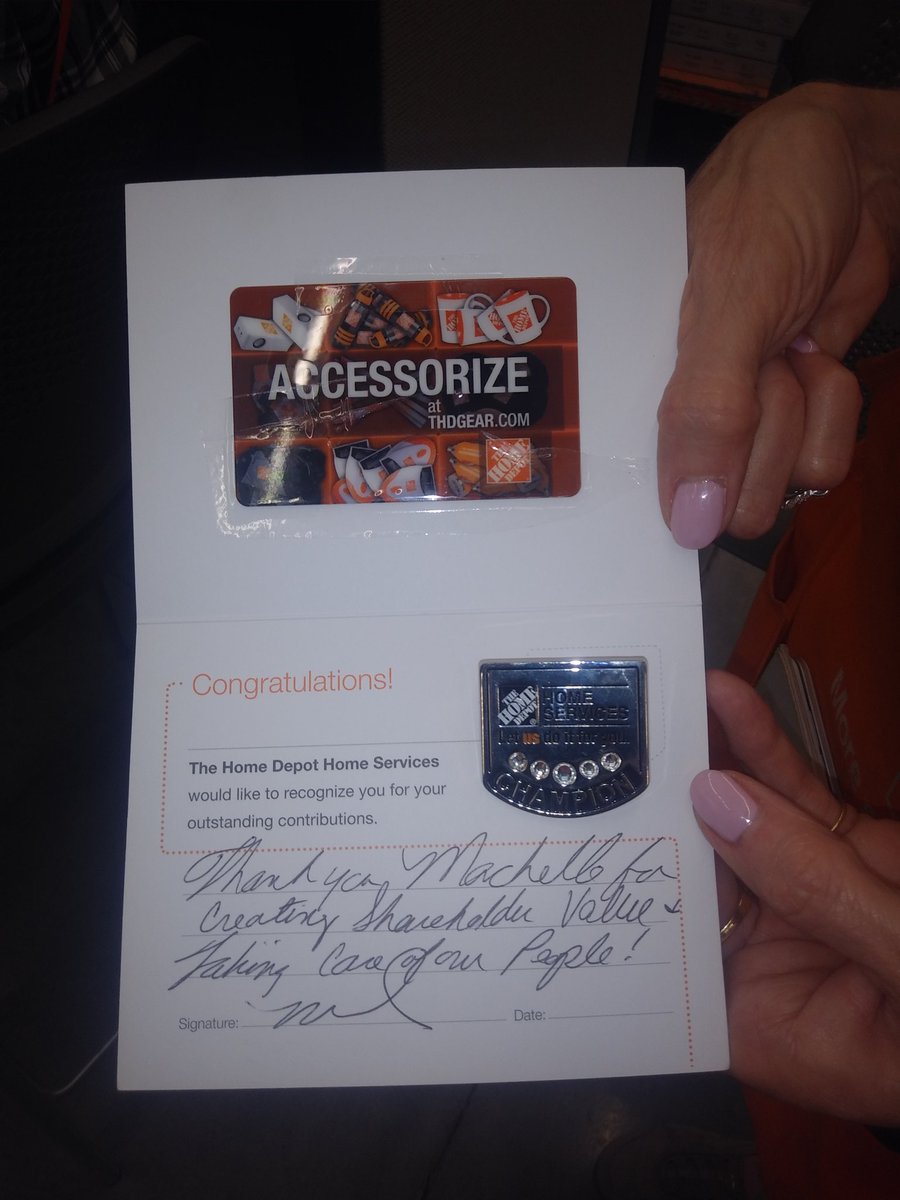 ACCESSORIZE
at
THDGEAR.COM
THE
HOME
DEPOT
Congratulations!
The Home Depot Home Services
would like to recognize you for your
outstanding contributions.
THE
HOME
DEPOT
HOME
SERVICES
Let us do it for you.
CHAMPION
Thank you, Machelle for
Creating Shareholder Value &
Taking Care of our People!
Signature:
Date:
More